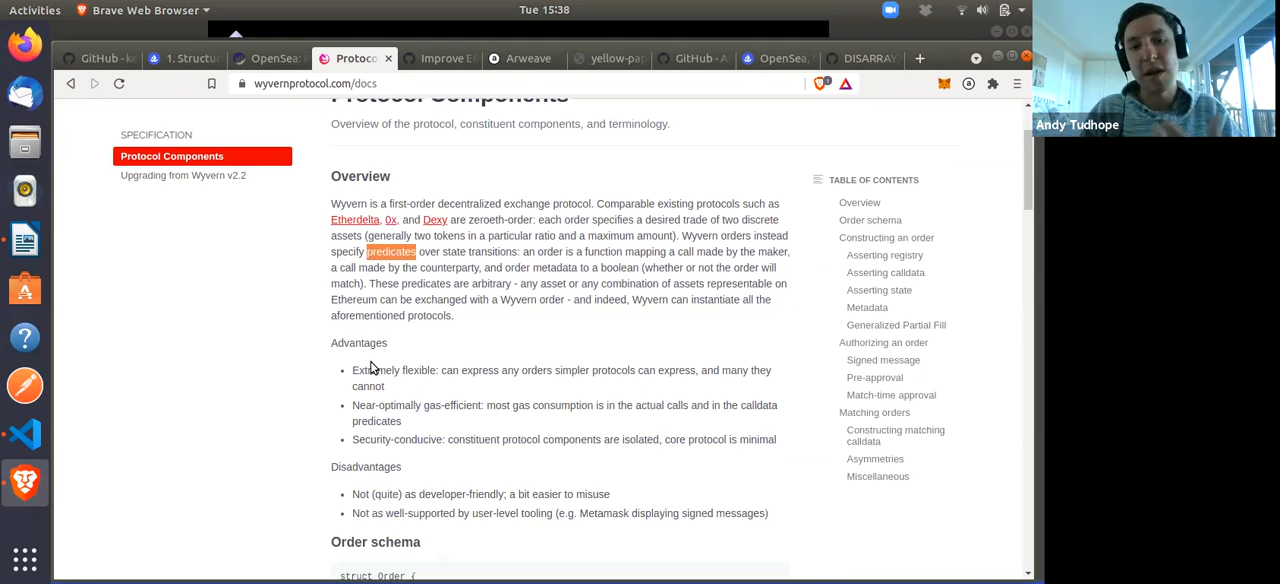 Activities
Brave Web Browser
Tue 15:38
GitHub - ke
1. Structur
OpenSea:
Protoco
Improve E
Arweave
yellow-pap
GitHub - A
OpenSea,
DISARRAY,
wyvernprotocol.com/docs
Andy Tudhope
SPECIFICATION
Protocol Components
Upgrading from Wyvern v2.2
Protocol Components
Overview of the protocol, constituent components, and terminology.
Overview
Wyvern is a first-order decentralized exchange protocol. Comparable existing protocols such as
Etherdelta, 0x, and Dexy are zeroeth-order: each order specifies a desired trade of two discrete
assets (generally two tokens in a particular ratio and a maximum amount). Wyvern orders instead
specify predicates over state transitions: an order is a function mapping a call made by the maker,
a call made by the counterparty, and order metadata to a boolean (whether or not the order will
match). These predicates are arbitrary - any asset or any combination of assets representable on
Ethereum can be exchanged with a Wyvern order - and indeed, Wyvern can instantiate all the
aforementioned protocols.
Advantages
• Extremely flexible: can express any orders simpler protocols can express, and many they
cannot
• Near-optimally gas-efficient: most gas consumption is in the actual calls and in the calldata
predicates
• Security-conducive: constituent protocol components are isolated, core protocol is minimal
Disadvantages
• Not (quite) as developer-friendly; a bit easier to misuse
• Not as well-supported by user-level tooling (e.g. Metamask displaying signed messages)
Order schema
struct Order {
TABLE OF CONTENTS
Overview
Order schema
Constructing an order
Asserting registry
Asserting calldata
Asserting state
Metadata
Generalized Partial Fill
Authorizing an order
Signed message
Pre-approval
Match-time approval
Matching orders
Constructing matching
calldata
Asymmetries
Miscellaneous